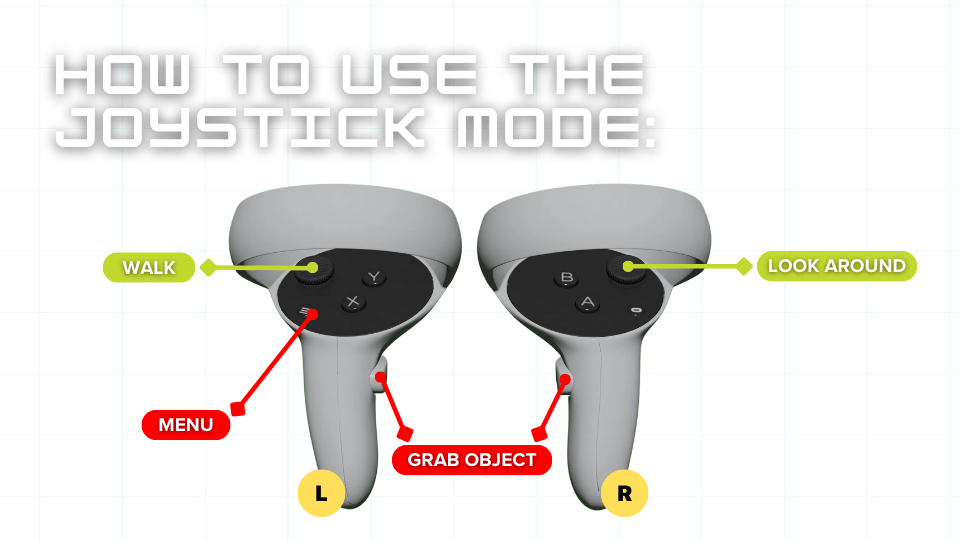 HOW TO USE THE
JOYSTICK MODE:
WALK
Y
X
B
A
LOOK AROUND
MENU
GRAB OBJECT
L
R